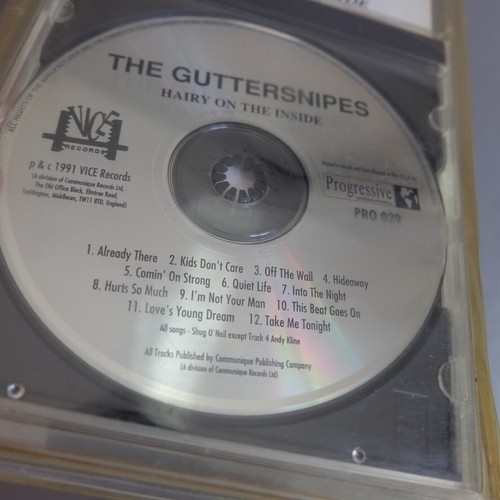 THE GUTTERSNIPES
HAIRY ON THE INSIDE
VICE
RECORDS
p & c 1991 VICE Records
(A division of Communique Records Ltd,
The Old Office Block, Elmtree Road,
Teddington, Middlesex, TW11 8TD, England)
Progressive
PRO 029
1. Already There 2. Kids Don't Care 3. Off The Wall 4. Hideaway
5. Comin' On Strong 6. Quiet Life 7. Into The Night
8. Hurts So Much 9. I'm Not Your Man 10. This Beat Goes On
11. Love's Young Dream 12. Take Me Tonight
All songs - Shug O'Neil except Track 4 Andy Kline
All Tracks Published by Communique Publishing Company
(A division of Communique Records Ltd)